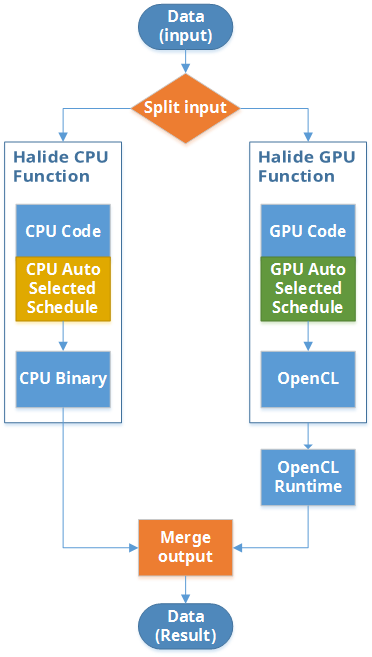 Data
(input)
Split input
Halide CPU
Function
CPU Code
CPU Auto
Selected
Schedule
CPU Binary
Halide GPU
Function
GPU Code
GPU Auto
Selected
Schedule
OpenCL
OpenCL
Runtime
Merge
output
Data
(Result)